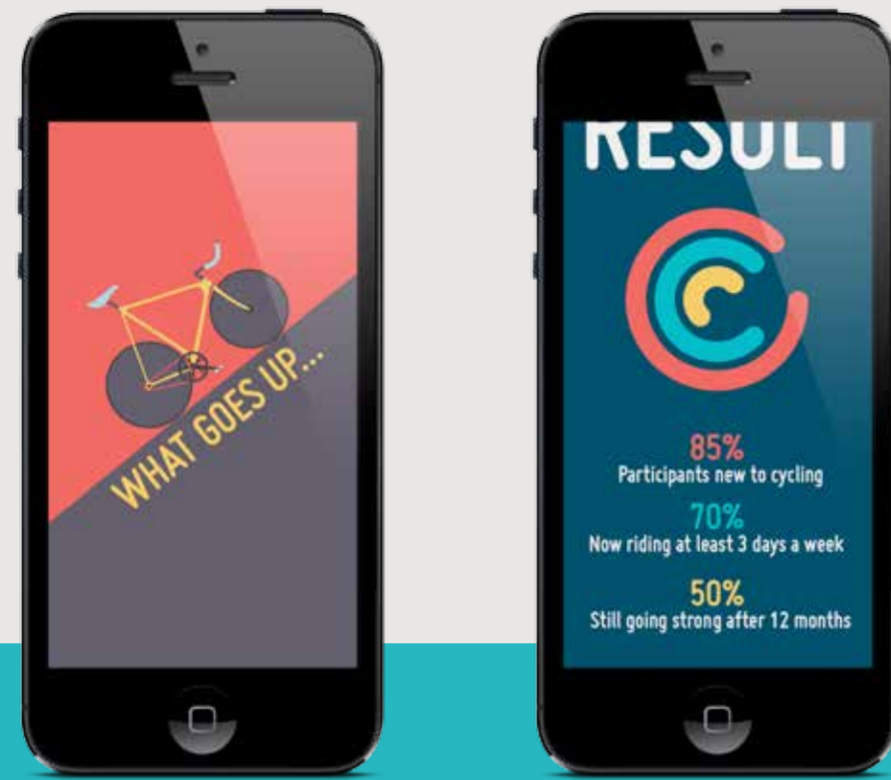 WHAT GOES UP...
RESULT
85%
Participants new to cycling
70%
Now riding at least 3 days a week
50%
Still going strong after 12 months